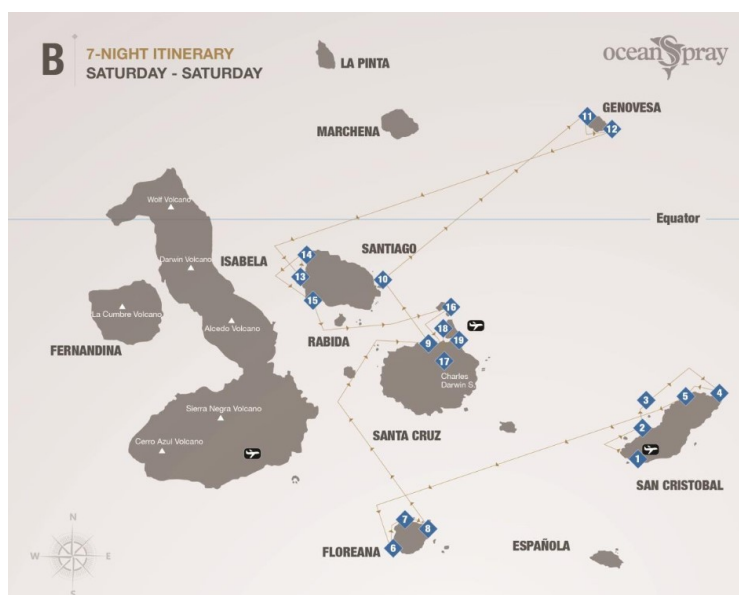 B
7-NIGHT ITINERARY
SATURDAY - SATURDAY
oceanSpray
LA PINTA
MARCHENA
GENOVESA
11
12
Equator
Wolf Volcano
Darwin Volcano
ISABELA
SANTIAGO
14
13
10
15
La Cumbre Volcano
Alcedo Volcano
FERNANDINA
RABIDA
16
18
9
19
17
Charles
Darwin S.
SANTA CRUZ
Sierra Negra Volcano
Cerro Azul Volcano
3
5
4
2
1
SAN CRISTOBAL
7
8
6
FLOREANA
ESPAÑOLA
N
W
E
S